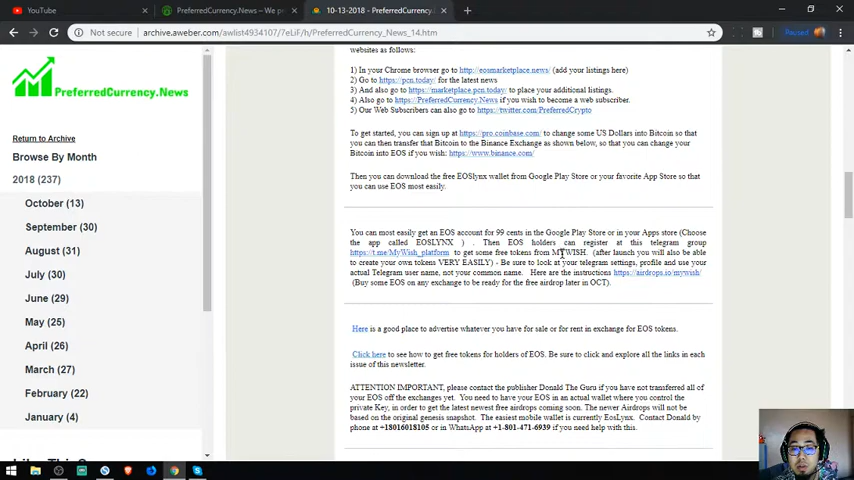 YouTube
PreferredCurrency.News – We p
10-13-2018 - PreferredCurrency.
Not secure | archive.aweber.com/awlist4934107/7eLiF/h/PreferredCurrency_News_14.htm
Paused
PreferredCurrency.News
Return to Archive
Browse By Month
2018 (237)
October (13)
September (30)
August (31)
July (30)
June (29)
May (25)
April (26)
March (27)
February (22)
January (4)
websites as follows:
1) In your Chrome browser go to http://eosmarketplace.news/ (add your listings here)
2) Go to https://pcn.today/ for the latest news
3) And also go to https://marketplace.pcn.today/ to place your additional listings.
4) Also go to https://PreferredCurrency.News if you wish to become a web subscriber.
5) Our Web Subscribers can also go to https://twitter.com/PreferredCrypto
To get started, you can sign up at https://pro.coinbase.com/ to change some US Dollars into Bitcoin so that
you can then transfer that Bitcoin to the Binance Exchange as shown below, so that you can change your
Bitcoin into EOS if you wish: https://www.binance.com/
Then you can download the free EOSlynx wallet from Google Play Store or your favorite App Store so that
you can use EOS most easily.
You can most easily get an EOS account for 99 cents in the Google Play Store or in your Apps store (Choose
the app called EOSLYNX ) . Then EOS holders can register at this telegram group
https://t.me/MyWish_platform to get some free tokens from MYWISH. (after launch you will also be able
to create your own tokens VERY EASILY) - Be sure to look at your telegram settings, profile and use your
actual Telegram user name, not your common name. Here are the instructions https://airdrops.io/mywish/
(Buy some EOS on any exchange to be ready for the free airdrop later in OCT).
Here is a good place to advertise whatever you have for sale or for rent in exchange for EOS tokens.
Click here to see how to get free tokens for holders of EOS. Be sure to click and explore all the links in each
issue of this newsletter.
ATTENTION IMPORTANT, please contact the publisher Donald The Guru if you have not transferred all of
your EOS off the exchanges yet. You need to have your EOS in an actual wallet where you control the
private Key, in order to get the latest newest free airdrops coming soon. The newer Airdrops will not be
based on the original genesis snapshot. The easiest mobile wallet is currently EosLynx. Contact Donald by
phone at +18016018105 or in WhatsApp at +1-801-471-6939 if you need help with this.